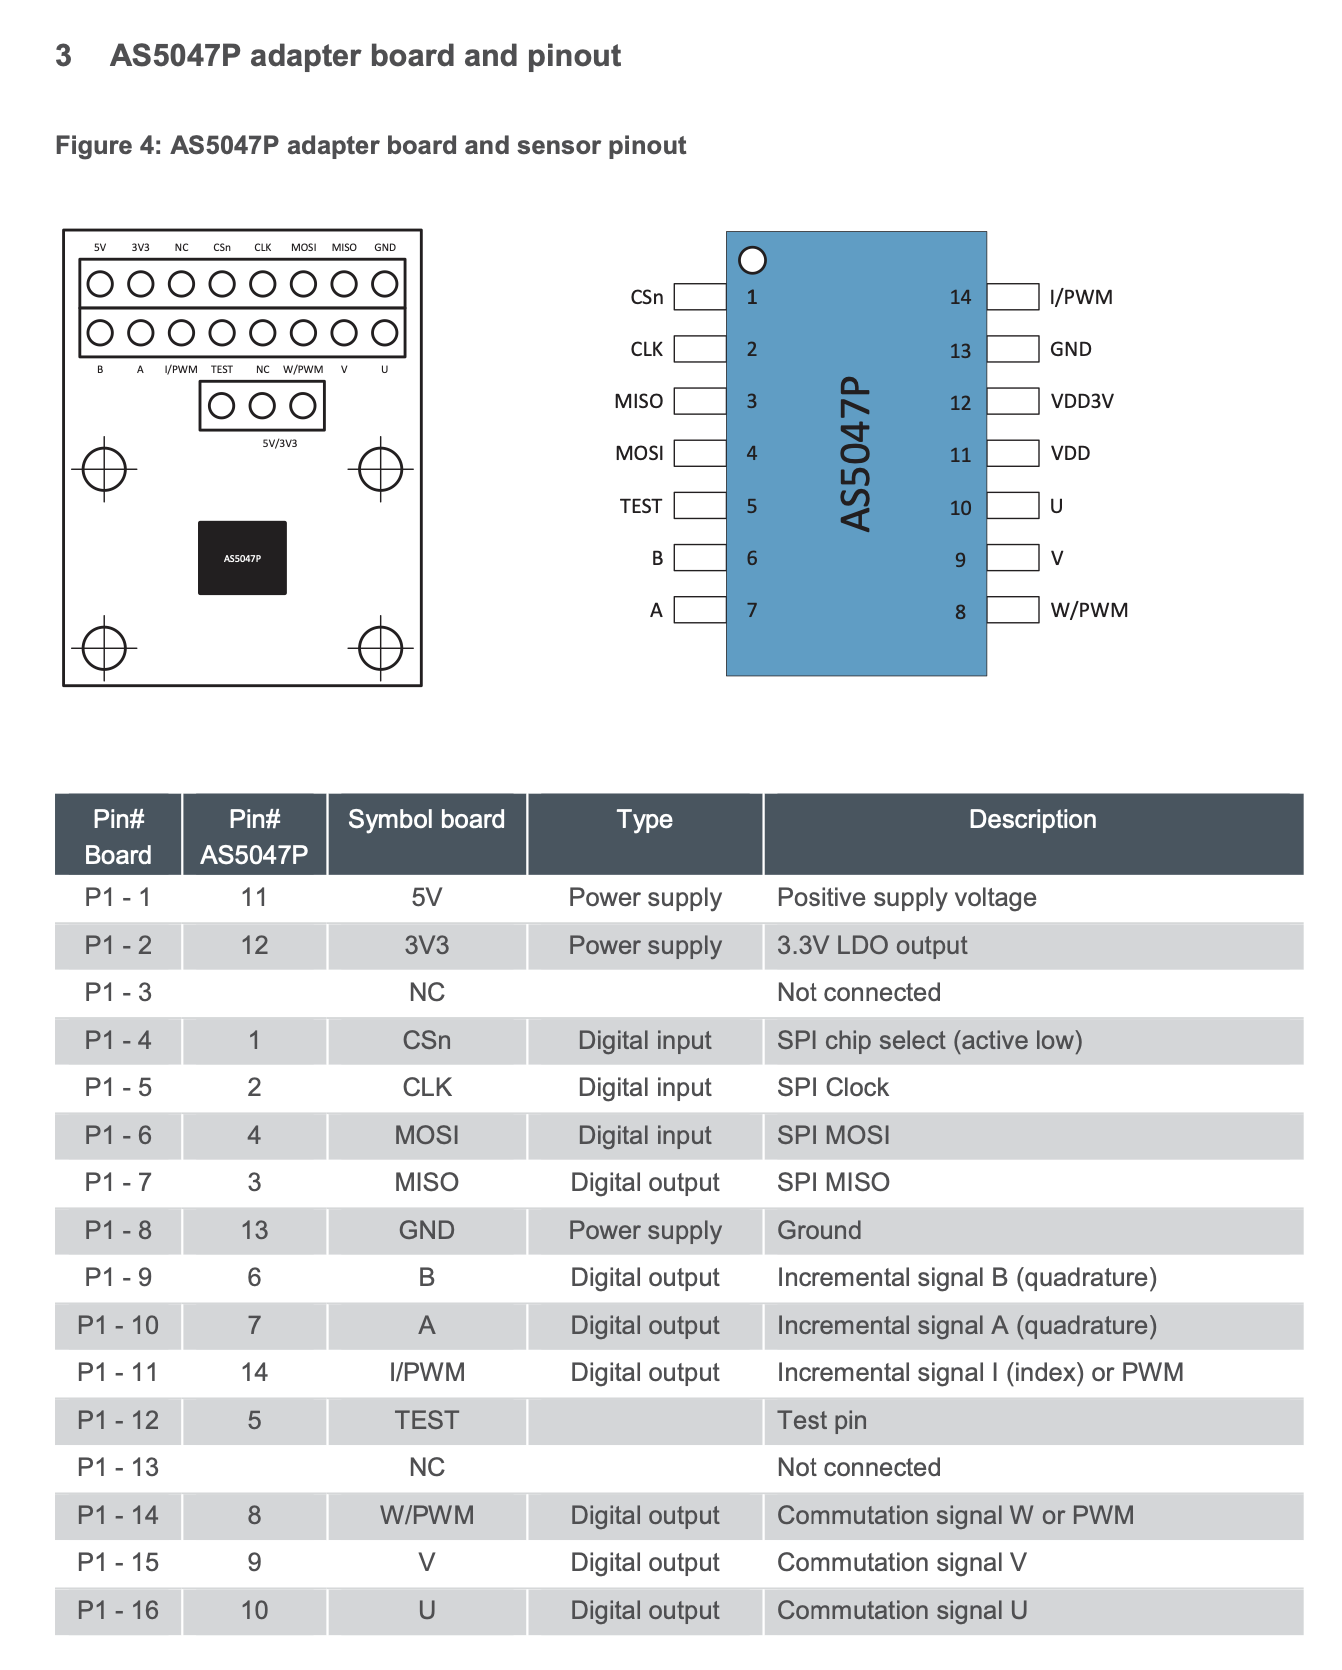 3 AS5047P adapter board and pinout
Figure 4: AS5047P adapter board and sensor pinout
5V 3V3 NC CSn CLK MOSI MISO GND
B A I/PWM TEST NC W/PWM V U
5V/3V3
AS5047P
CSn 1 14 I/PWM
CLK 2 13 GND
MISO 3 12 VDD3V
MOSI 4 11 VDD
TEST 5 10 U
B 6 9 V
A 7 8 W/PWM
AS5047P
Pin# Board Pin# AS5047P Symbol board Type Description
P1 - 1 11 5V Power supply Positive supply voltage
P1 - 2 12 3V3 Power supply 3.3V LDO output
P1 - 3 NC Not connected
P1 - 4 1 CSn Digital input SPI chip select (active low)
P1 - 5 2 CLK Digital input SPI Clock
P1 - 6 4 MOSI Digital input SPI MOSI
P1 - 7 3 MISO Digital output SPI MISO
P1 - 8 13 GND Power supply Ground
P1 - 9 6 B Digital output Incremental signal B (quadrature)
P1 - 10 7 A Digital output Incremental signal A (quadrature)
P1 - 11 14 I/PWM Digital output Incremental signal I (index) or PWM
P1 - 12 5 TEST Test pin
P1 - 13 NC Not connected
P1 - 14 8 W/PWM Digital output Commutation signal W or PWM
P1 - 15 9 V Digital output Commutation signal V
P1 - 16 10 U Digital output Commutation signal U